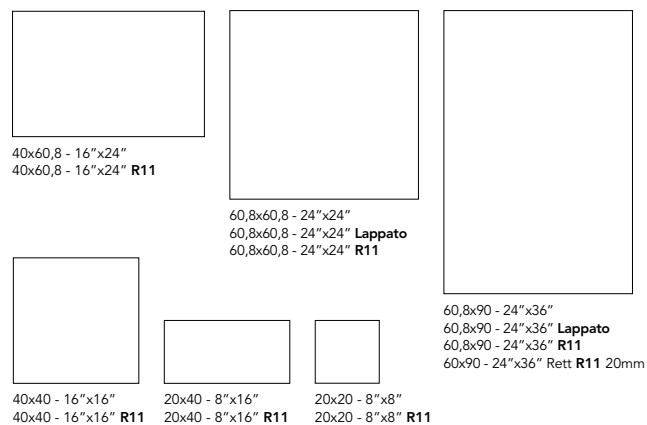 40x60,8 - 16”x24”
40x60,8 - 16”x24” R11
60,8x60,8 - 24”x24”
60,8x60,8 - 24”x24” Lappato
60,8x60,8 - 24”x24” R11
60,8x90 - 24”x36”
60,8x90 - 24”x36” Lappato
60,8x90 - 24”x36” R11
60x90 - 24”x36” Rett R11 20mm
40x40 - 16”x16”
40x40 - 16”x16” R11
20x40 - 8”x16”
20x40 - 8”x16” R11
20x20 - 8”x8”
20x20 - 8”x8” R11